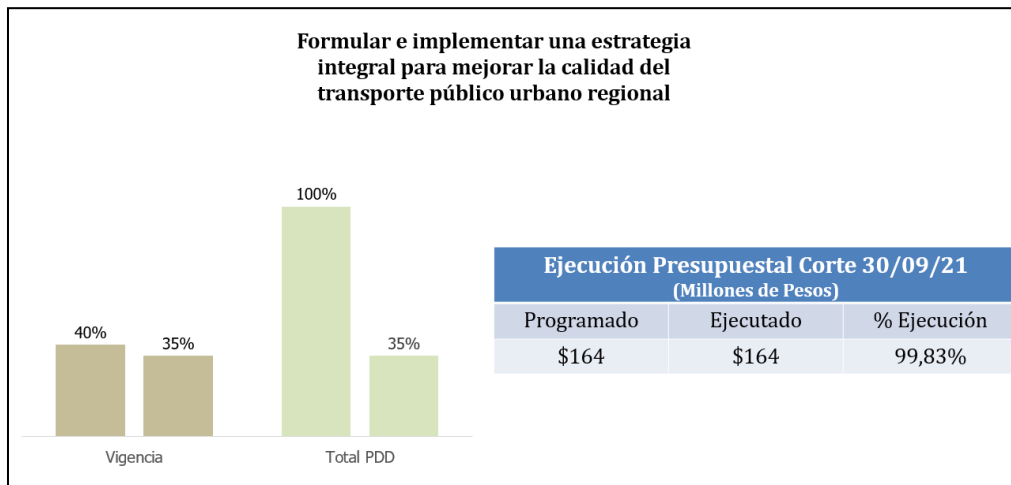 Formular e implementar una estrategia
integral para mejorar la calidad del
transporte público urbano regional
100%
40%
35%
35%
Vigencia
Total PDD
Ejecución Presupuestal Corte 30/09/21
(Millones de Pesos)
Programado Ejecutado % Ejecución
$164 $164 99,83%